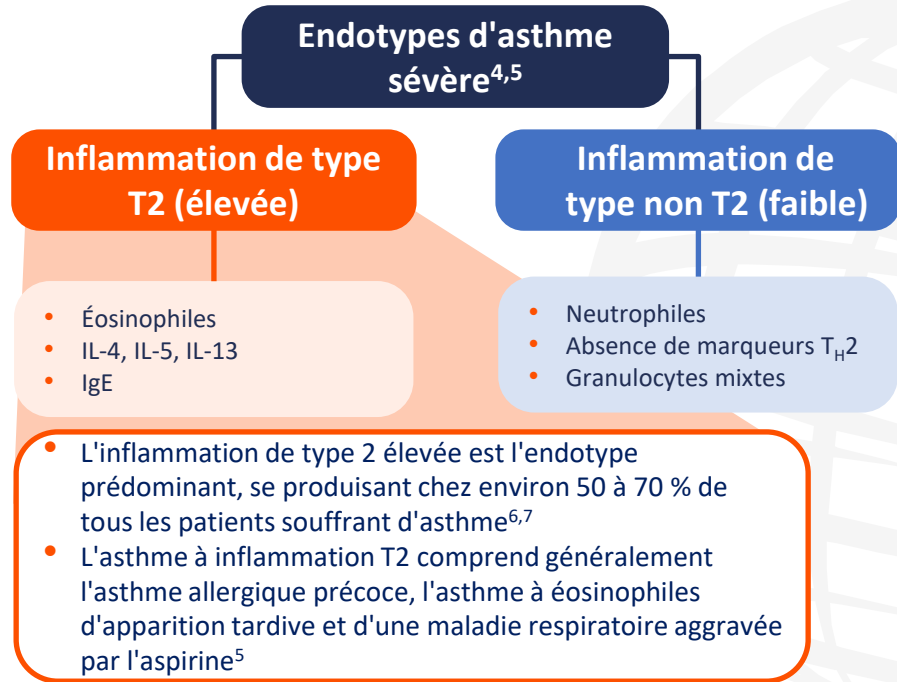 Endotypes d'asthme
sévère4,5
Inflammation de type
T2 (élevée)
Inflammation de
type non T2 (faible)
• Éosinophiles
• IL-4, IL-5, IL-13
• IgE
• Neutrophiles
• Absence de marqueurs TH2
• Granulocytes mixtes
• L'inflammation de type 2 élevée est l'endotype
prédominant, se produisant chez environ 50 à 70 % de
tous les patients souffrant d'asthme6,7
• L'asthme à inflammation T2 comprend généralement
l'asthme allergique précoce, l'asthme à éosinophiles
d'apparition tardive et d'une maladie respiratoire aggravée
par l'aspirine5